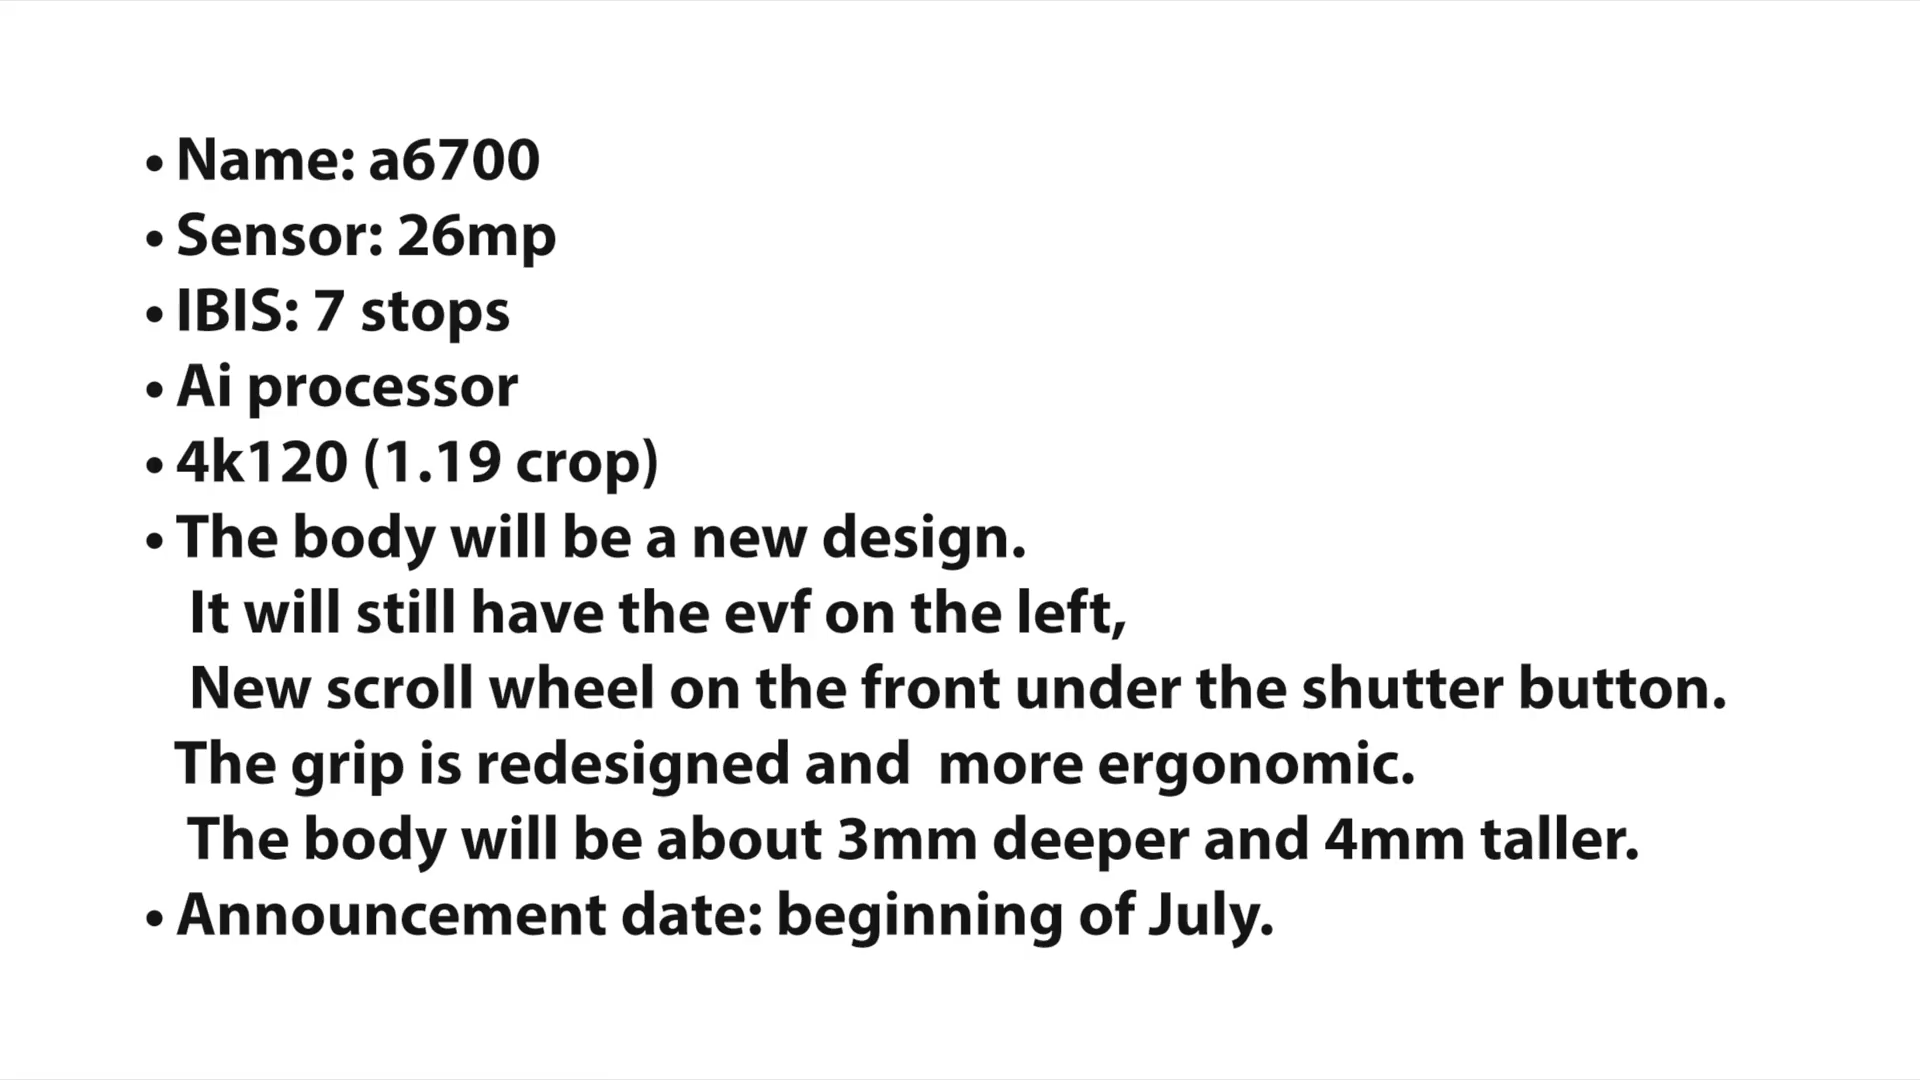 • Name: a6700
• Sensor: 26mp
• IBIS: 7 stops
• Ai processor
• 4k120 (1.19 crop)
• The body will be a new design.
It will still have the evf on the left,
New scroll wheel on the front under the shutter button.
The grip is redesigned and  more ergonomic.
The body will be about 3mm deeper and 4mm taller.
• Announcement date: beginning of July.